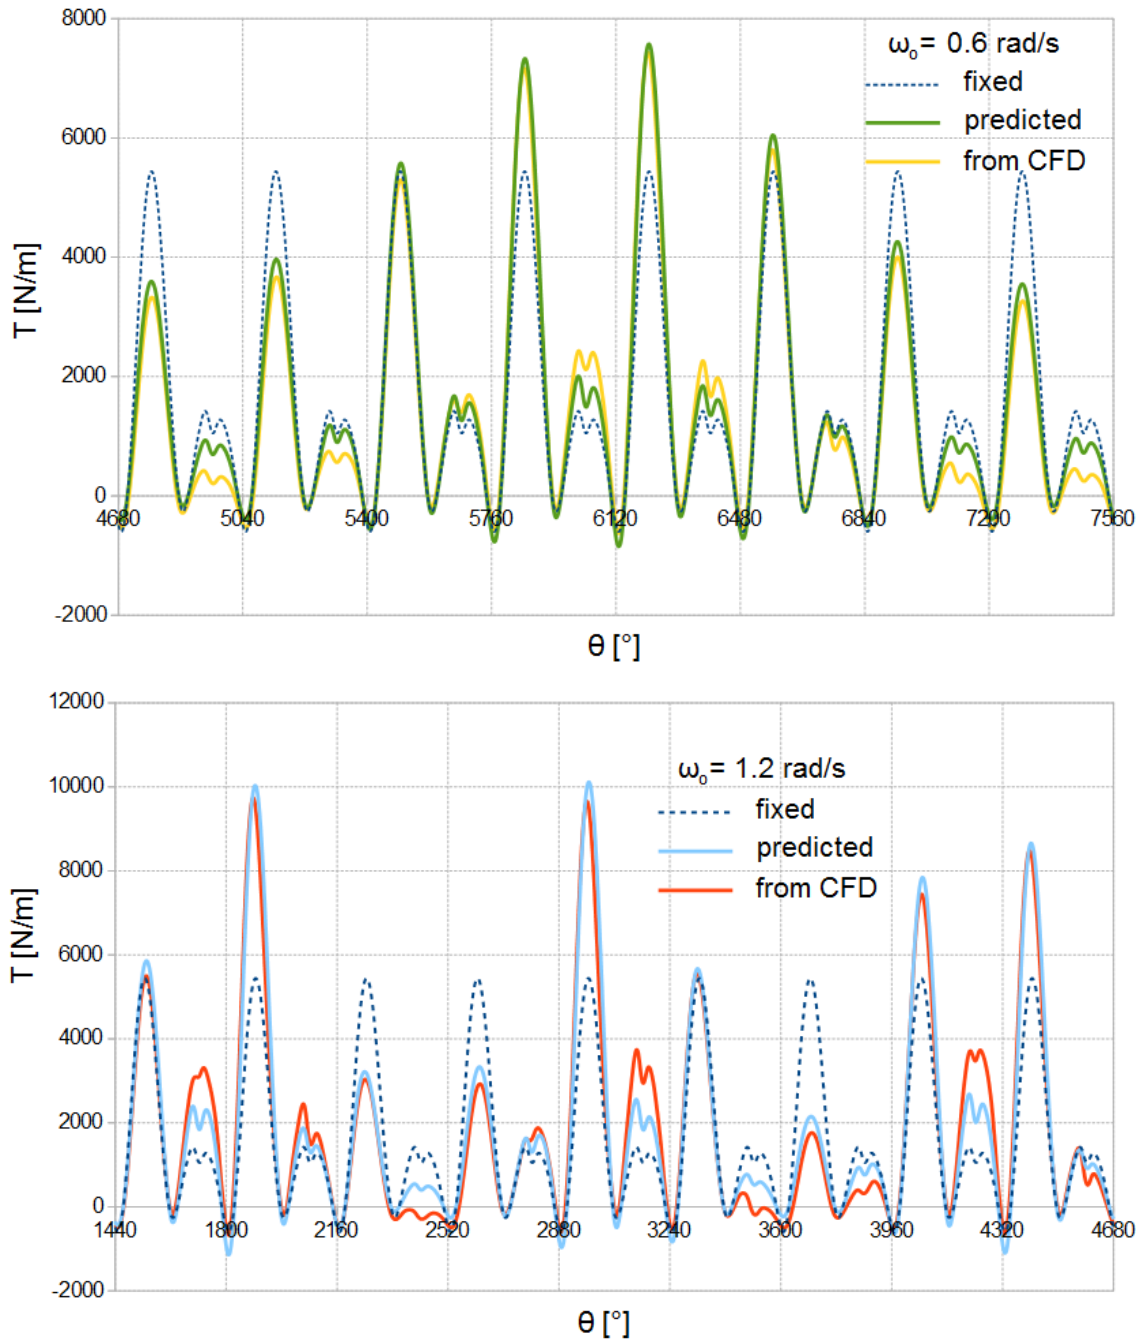 8000
ω₀= 0.6 rad/s
fixed
predicted
from CFD
6000
4000
2000
0
-2000
T [N/m]
4680 5040 5400 5760 6120 6480 6840 7200 7560
θ [°]
12000
10000
8000
6000
4000
2000
0
-2000
ω₀= 1.2 rad/s
fixed
predicted
from CFD
T [N/m]
1440 1800 2160 2520 2880 3240 3600 3960 4320 4680
θ [°]